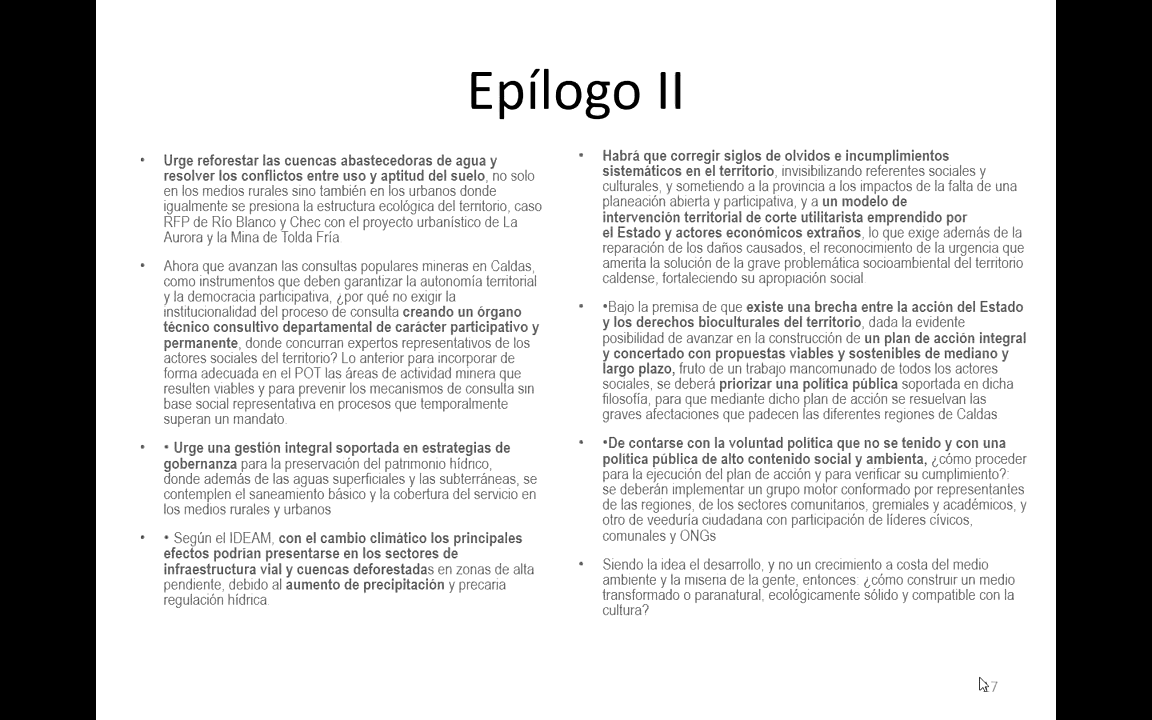 Epílogo II
• Urge reforestar las cuencas abastecedoras de agua y
resolver los conflictos entre uso y aptitud del suelo, no solo
en los medios rurales sino también en los urbanos donde
igualmente se presiona la estructura ecológica del territorio, caso
RFP de Río Blanco y Chec con el proyecto urbanístico de La
Aurora y la Mina de Tolda Fría
• Ahora que avanzan las consultas populares mineras en Caldas,
como instrumentos que deben garantizar la autonomía territorial
y la democracia participativa, ¿por qué no exigir la
institucionalidad del proceso de consulta creando un órgano
técnico consultivo departamental de carácter participativo y
permanente, donde concurran expertos representativos de los
actores sociales del territorio? Lo anterior para incorporar de
forma adecuada en el POT las áreas de actividad minera que
resulten viables y para prevenir los mecanismos de consulta sin
base social representativa en procesos que temporalmente
superan un mandato.
• • Urge una gestión integral soportada en estrategias de
gobernanza para la preservación del patrimonio hídrico,
donde además de las aguas superficiales y las subterráneas, se
contemplen el saneamiento básico y la cobertura del servicio en
los medios rurales y urbanos
• • Según el IDEAM, con el cambio climático los principales
efectos podrían presentarse en los sectores de
infraestructura vial y cuencas deforestadas en zonas de alta
pendiente, debido al aumento de precipitación y precaria
regulación hídrica.
• Habrá que corregir siglos de olvidos e incumplimientos
sistemáticos en el territorio, invisibilizando referentes sociales y
culturales, y sometiendo a la provincia a los impactos de la falta de una
planeación abierta y participativa, y a un modelo de
intervención territorial de corte utilitarista emprendido por
el Estado y actores económicos extraños, lo que exige además de la
reparación de los daños causados, el reconocimiento de la urgencia que
amerita la solución de la grave problemática socioambiental del territorio
caldense, fortaleciendo su apropiación social
• •Bajo la premisa de que existe una brecha entre la acción del Estado
y los derechos bioculturales del territorio, dada la evidente
posibilidad de avanzar en la construcción de un plan de acción integral
y concertado con propuestas viables y sostenibles de mediano y
largo plazo, fruto de un trabajo mancomunado de todos los actores
sociales, se deberá priorizar una política pública soportada en dicha
filosofía, para que mediante dicho plan de acción se resuelvan las
graves afectaciones que padecen las diferentes regiones de Caldas
• •De contarse con la voluntad política que no se tenido y con una
política pública de alto contenido social y ambienta, ¿cómo proceder
para la ejecución del plan de acción y para verificar su cumplimiento?:
se deberán implementar un grupo motor conformado por representantes
de las regiones, de los sectores comunitarios, gremiales y académicos, y
otro de veeduría ciudadana con participación de líderes cívicos,
comunales y ONGs
• Siendo la idea el desarrollo, y no un crecimiento a costa del medio
ambiente y la miseria de la gente, entonces: ¿cómo construir un medio
transformado o paranatural, ecológicamente sólido y compatible con la
cultura?